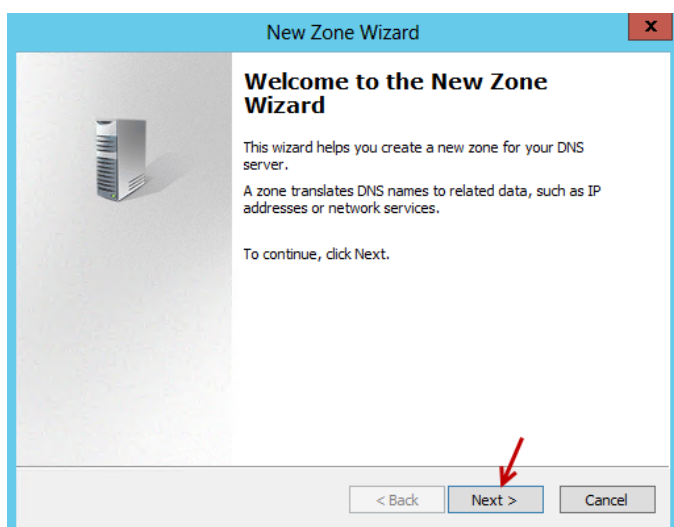 New Zone Wizard
x
Welcome to the New Zone
Wizard
This wizard helps you create a new zone for your DNS
server.
A zone translates DNS names to related data, such as IP
addresses or network services.
To continue, click Next.
< Back Next > Cancel